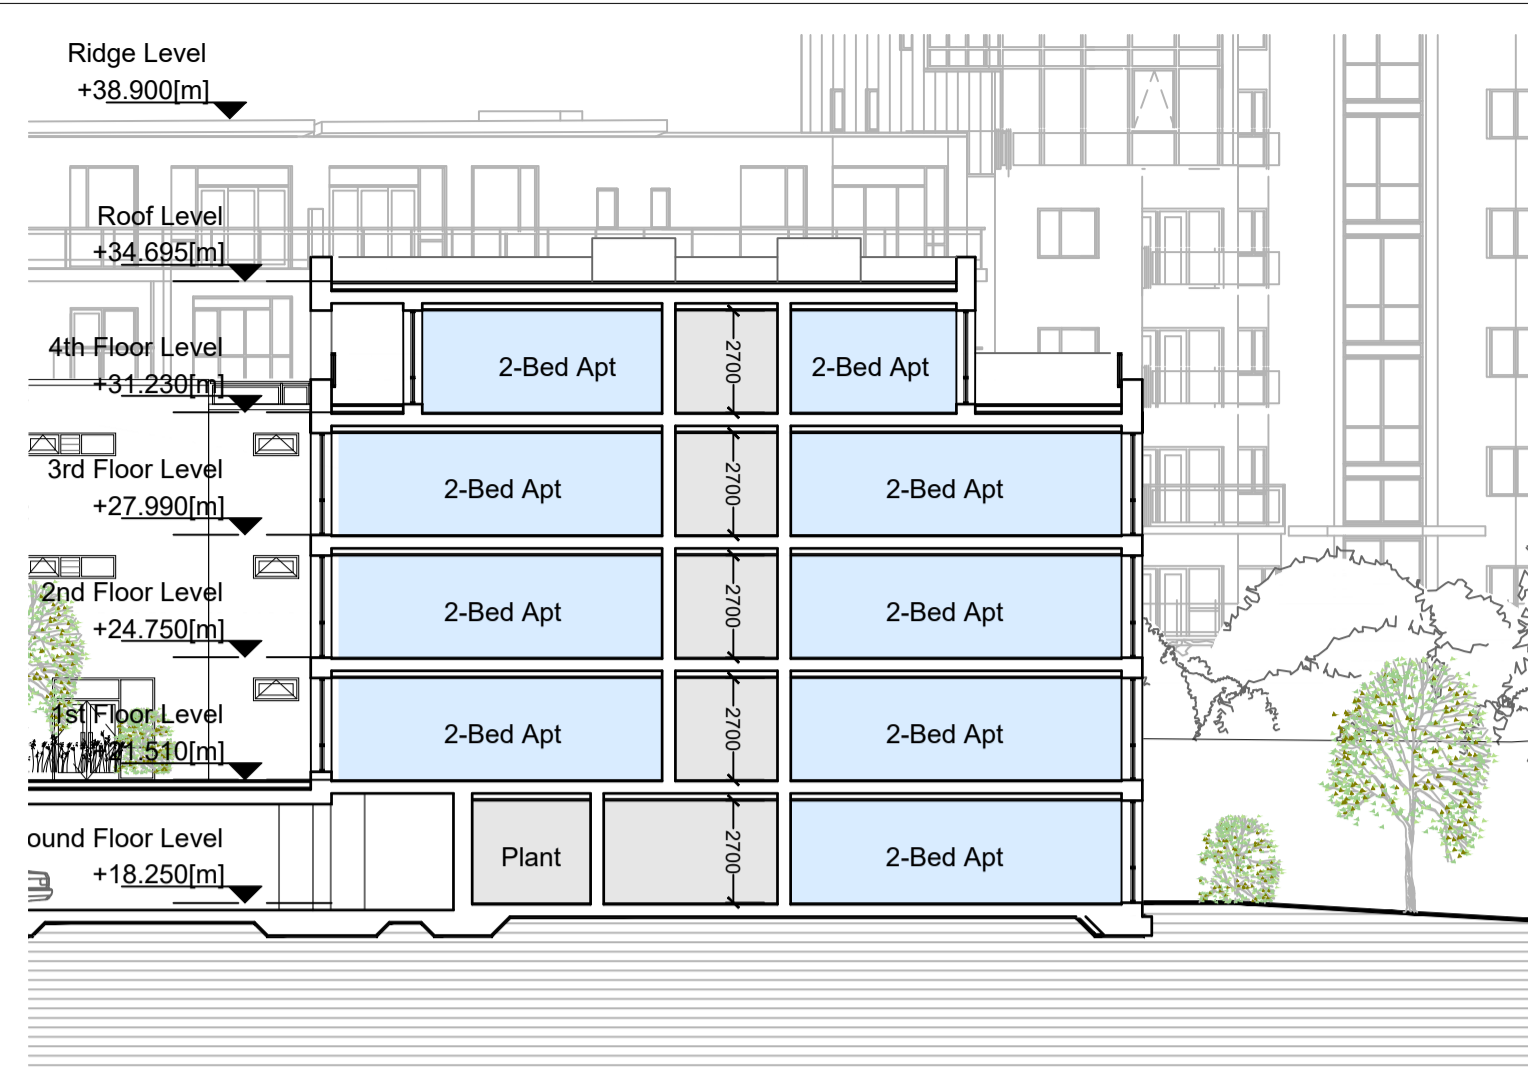 Ridge Level
+38.900[m]
Roof Level
+34.695[m]
4th Floor Level
+31.230[m]
2-Bed Apt
2700
2-Bed Apt
3rd Floor Level
+27.990[m]
2-Bed Apt
2700
2-Bed Apt
2nd Floor Level
+24.750[m]
2-Bed Apt
2700
2-Bed Apt
1st Floor Level
+21.510[m]
2-Bed Apt
2700
2-Bed Apt
ound Floor Level
+18.250[m]
Plant
2700
2-Bed Apt